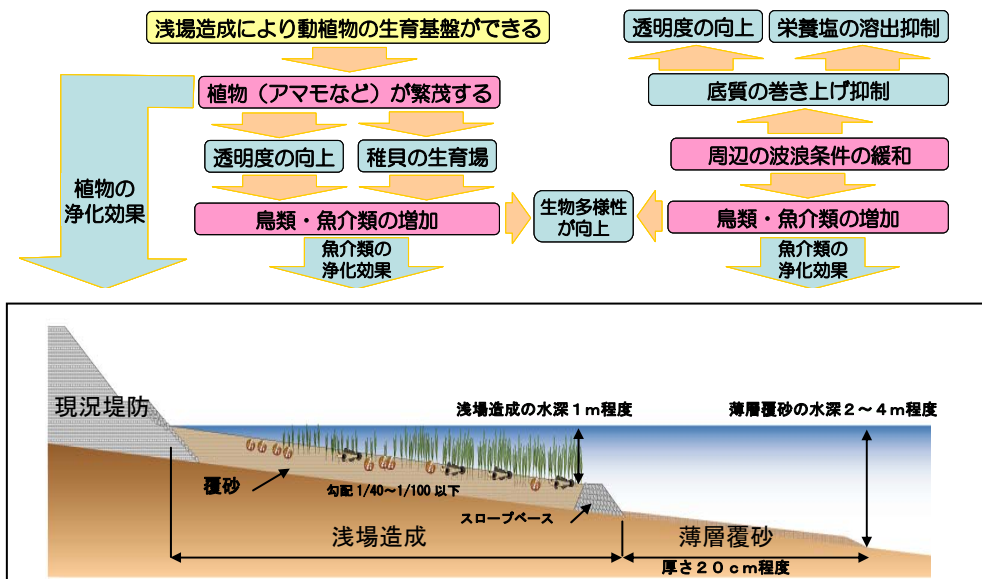 浅場造成により動植物の生育基盤ができる
植物（アマモなど）が繁茂する
透明度の向上
稚貝の生育場
植物の
浄化効果
鳥類・魚介類の増加
魚介類の
浄化効果
生物多様性
が向上
透明度の向上
栄養塩の溶出抑制
底質の巻き上げ抑制
周辺の波浪条件の緩和
鳥類・魚介類の増加
魚介類の
浄化効果
現況堤防
浅場造成の水深１ｍ程度
薄層覆砂の水深２～４ｍ程度
覆砂
勾配 1/40～1/100 以下
スロープベース
浅場造成
薄層覆砂
厚さ２０ｃｍ程度